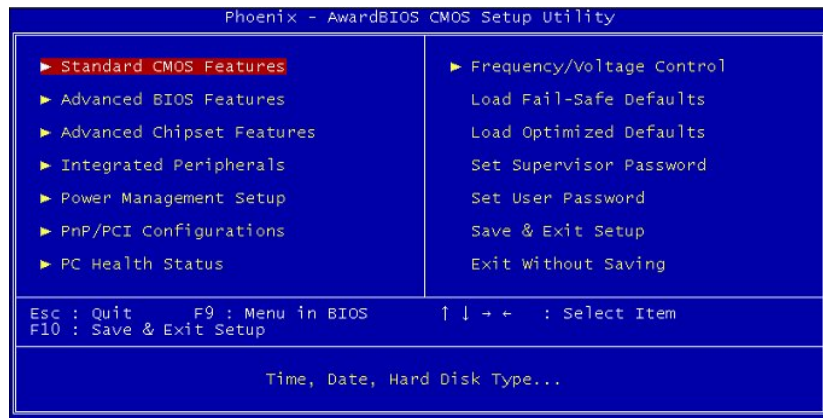 Phoenix - AwardBIOS CMOS Setup Utility
► Standard CMOS Features
► Advanced BIOS Features
► Advanced Chipset Features
► Integrated Peripherals
► Power Management Setup
► PnP/PCI Configurations
► PC Health Status
► Frequency/Voltage Control
Load Fail-Safe Defaults
Load Optimized Defaults
Set Supervisor Password
Set User Password
Save & Exit Setup
Exit Without Saving
Esc : Quit F9 : Menu in BIOS ↑ ↓ → ← : Select Item
F10 : Save & Exit Setup
Time, Date, Hard Disk Type...